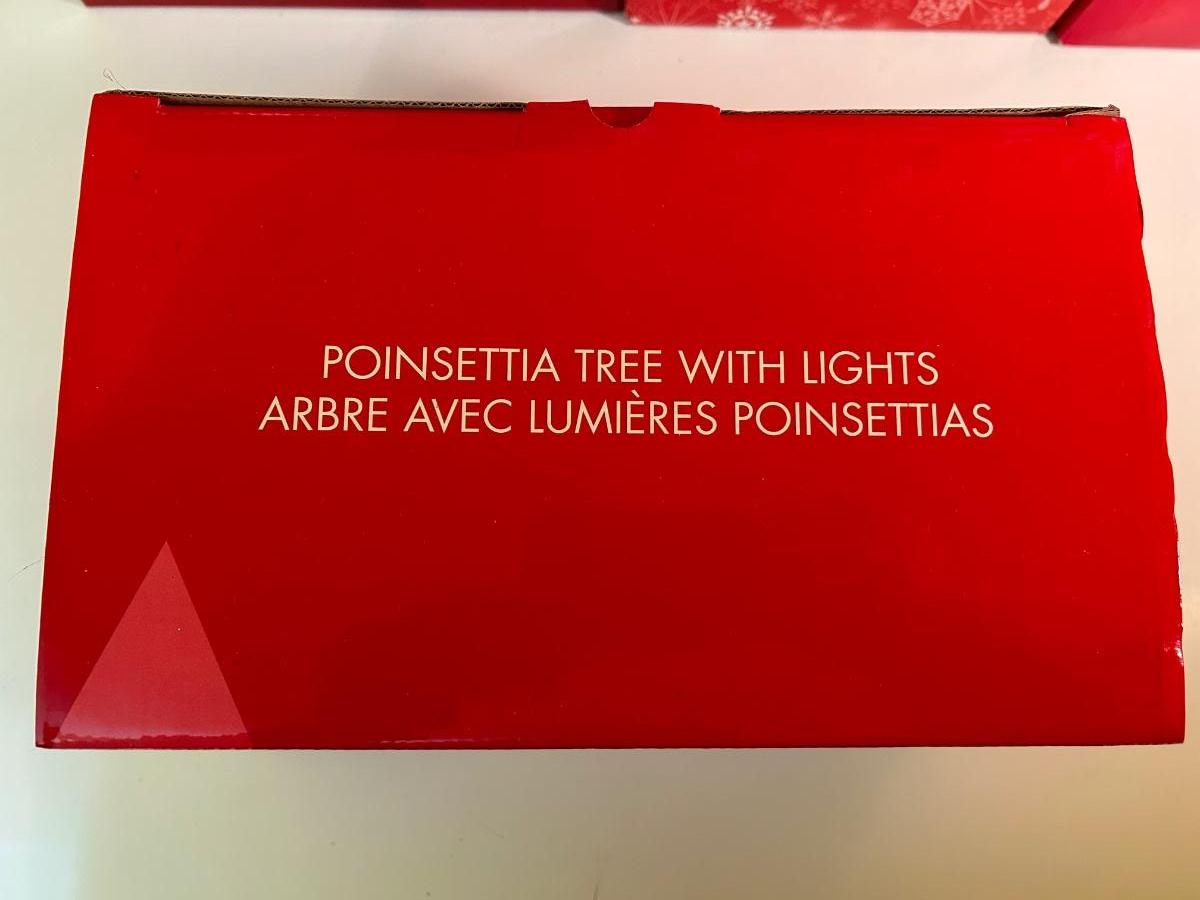 POINSETTIA TREE WITH LIGHTS
ARBRE AVEC LUMIÈRES POINSETTIAS